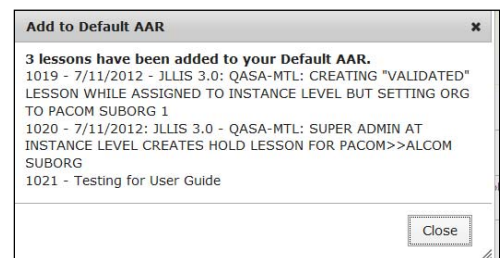 Add to Default AAR
3 lessons have been added to your Default AAR.
1019 - 7/11/2012 - JLLIS 3.0: QASA-MTL: CREATING "VALIDATED"
LESSON WHILE ASSIGNED TO INSTANCE LEVEL BUT SETTING ORG
TO PACOM SUBORG 1
1020 - 7/11/2012: JLLIS 3.0 - QASA-MTL: SUPER ADMIN AT
INSTANCE LEVEL CREATES HOLD LESSON FOR PACOM>>ALCOM
SUBORG
1021 - Testing for User Guide
Close